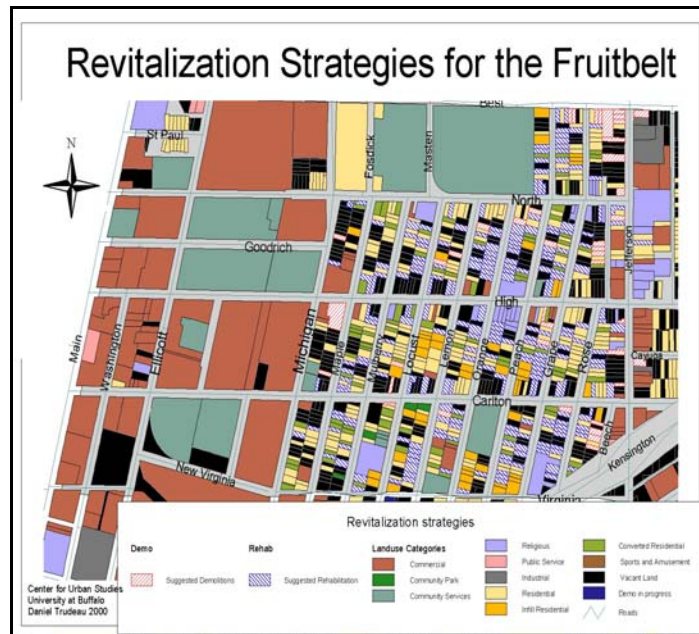 Revitalization Strategies for the Fruitbelt
N
Best
St Paul
Fosdick
Masten
North
Jefferson
Goodrich
High
Main
Washington
Ellicott
Michigan
Mulberry
Locust
Lemon
Peach
Grape
Rose
Carlton
Beech
Kensington
New Virginia
Virginia
Revitalization strategies
Demo
Suggested Demolitions
Rehab
Suggested Rehabilitation
Landuse Categories
Commercial
Community Park
Community Services
Religious
Public Service
Industrial
Residential
Infill Residential
Converted Residential
Sports and Amusement
Vacant Land
Demo in progress
Roads
Center for Urban Studies
University at Buffalo
Daniel Trudeau 2000